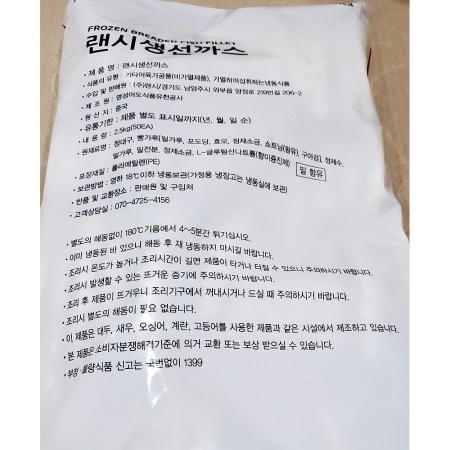 FROZEN BREADED FISH FILLET
랜시생선까스
• 제 품 명 : 랜시생선까스
• 식품의 유형 : 기타어육가공품(비가열제품), 가열하여섭취하는냉동식품
• 수입 및 판매원 : (주)랜시/경기도 남양주시 와부읍 양정로 219번길 206-2
• 제 조 원 : 영성어도식품유한공사
• 원 산 지 : 중국
• 유통기한 : 제품 별도 표시일까지(년, 월, 일 순)
• 내 용 량 : 2.5kg(50EA)
• 원재료명 : 청대구, 빵가루(밀가루, 포도당, 효모, 정제소금, 쇼트닝(팜유), 구아검), 정제수,
밀가루, 밀전분, 정제소금, L-글루탐산나트륨(향미증진제)
밀 함유
• 포장재질 : 폴리에틸렌(PE)
• 보관방법 : 영하 18℃이하 냉동보관(가정용 냉장고는 냉동실에 보관)
• 반품 및 교환장소 : 판매원 및 구입처
• 고객상담실 : 070-4725-4156
• 별도의 해동없이 180℃기름에서 4~5분간 튀기십시오.
• 이미 냉동된 바 있으니 해동 후 재 냉동하지 마시길 바랍니다.
• 조리시 온도가 높거나 조리시간이 길면 제품이 타거나 터질 수 있으니 주의하시기 바랍니다.
• 조리시 발생할 수 있는 뜨거운 증기에 주의하시기 바랍니다.
• 조리 후 제품이 뜨거우니 조리기구에서 꺼내시거나 드실 때 주의하시기 바랍니다.
• 조리시 별도의 해동이 필요 없습니다.
• 이 제품은 대두, 새우, 오징어, 계란, 고등어를 사용한 제품과 같은 시설에서 제조하고 있습니다.
• 본 제품은 소비자분쟁해결기준에 의거 교환 또는 보상 받으실 수 있습니다.
• 부정·불량식품 신고는 국번없이 1399